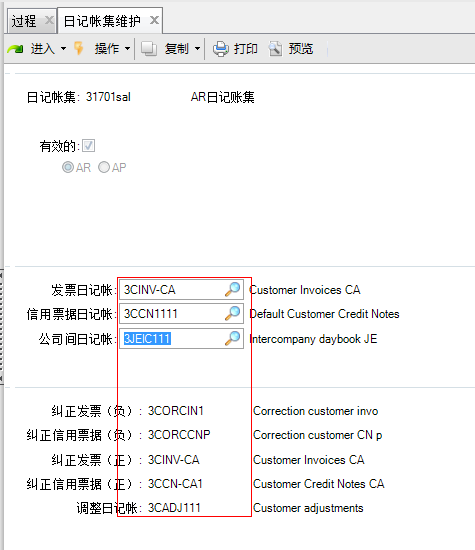 过程 日记帐集维护
进入 操作 复制 打印 预览
日记帐集: 31701sal AR日记账集
有效的:
AR AP
发票日记帐: 3CINV-CA Customer Invoices CA
信用票据日记帐: 3CCN1111 Default Customer Credit Notes
公司间日记帐: 3JEIC111 Intercompany daybook JE
纠正发票（负）: 3CORCIN1 Correction customer invo
纠正信用票据（负）: 3CORCCNP Correction customer CN p
纠正发票（正）: 3CINV-CA Customer Invoices CA
纠正信用票据（正）: 3CCN-CA1 Customer Credit Notes CA
调整日记帐: 3CADJ111 Customer adjustments